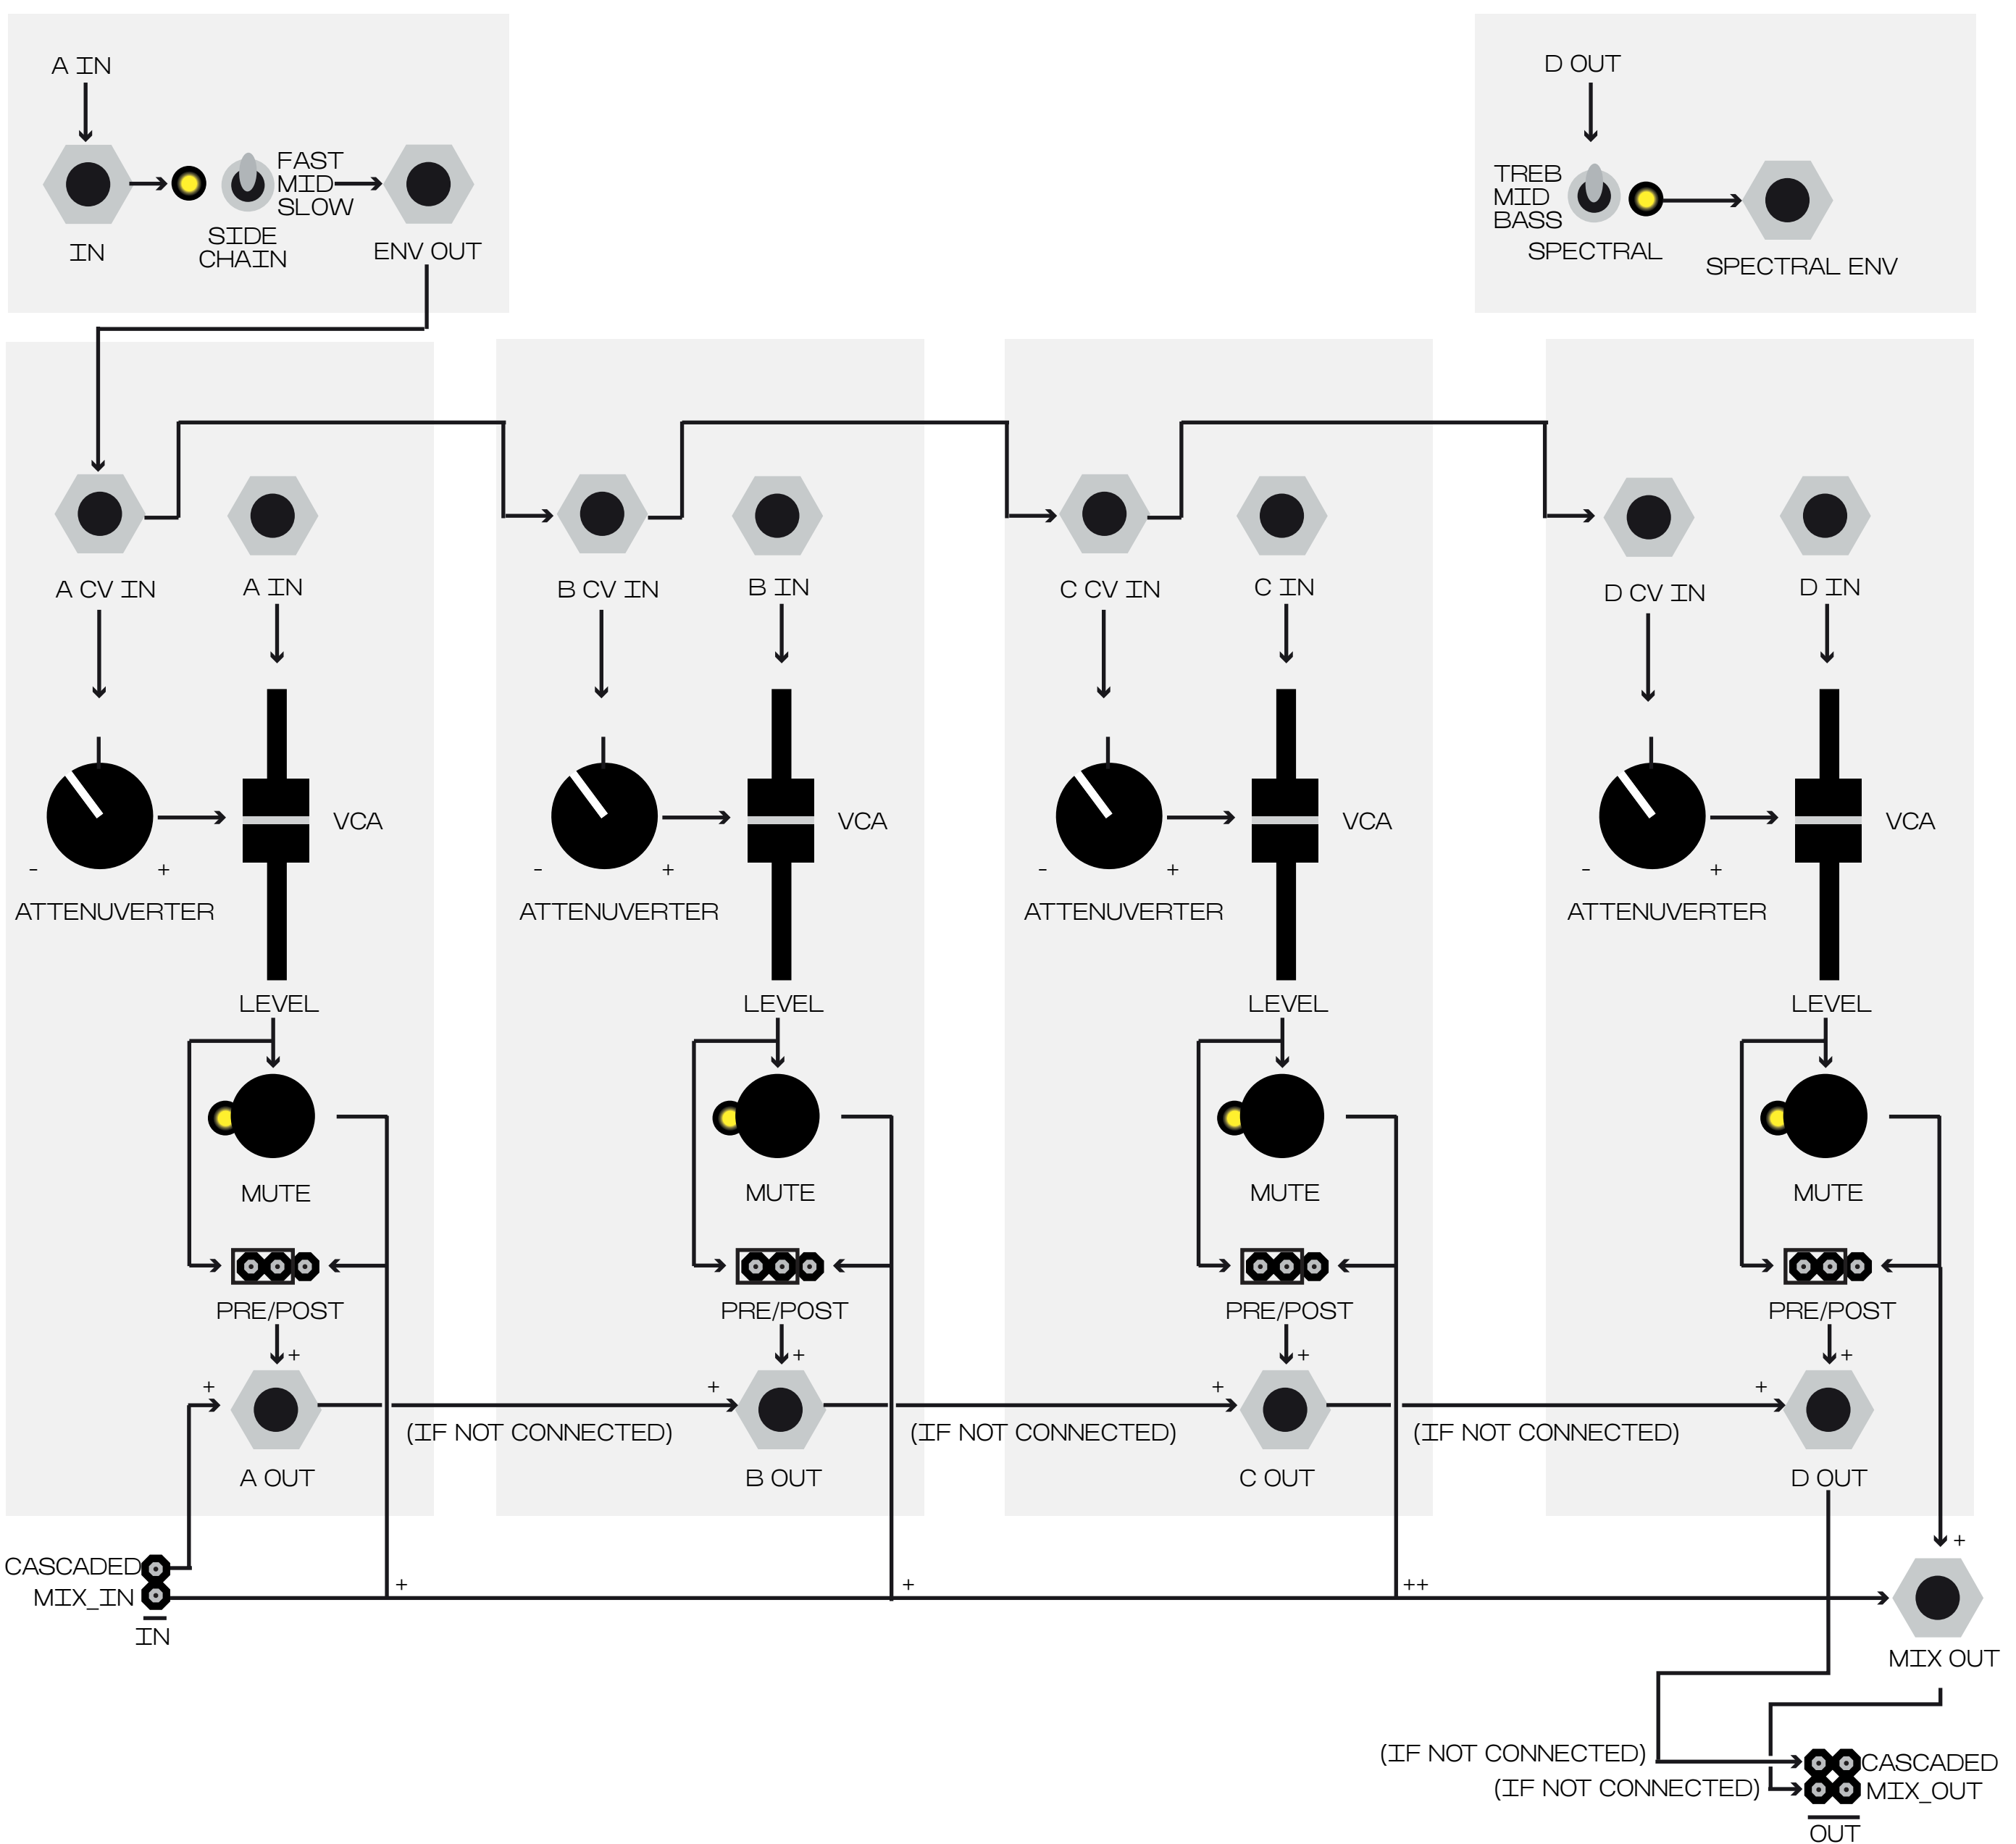 A IN
D OUT
FAST
MID
SLOW
TREB
MID
BASS
IN
SIDE
CHAIN
ENV OUT
SPECTRAL
SPECTRAL ENV
A CV IN
A IN
B CV IN
B IN
C CV IN
C IN
D CV IN
D IN
VCA
VCA
VCA
VCA
- +
- +
- +
- +
ATTENUVERTER
ATTENUVERTER
ATTENUVERTER
ATTENUVERTER
LEVEL
LEVEL
LEVEL
LEVEL
MUTE
MUTE
MUTE
MUTE
PRE/POST
PRE/POST
PRE/POST
PRE/POST
+
+
+
+
+
+
+
+
(IF NOT CONNECTED)
(IF NOT CONNECTED)
(IF NOT CONNECTED)
A OUT
B OUT
C OUT
D OUT
+
CASCADED
MIX_IN
IN
+
+
++
MIX OUT
(IF NOT CONNECTED)
CASCADED
(IF NOT CONNECTED)
MIX_OUT
OUT